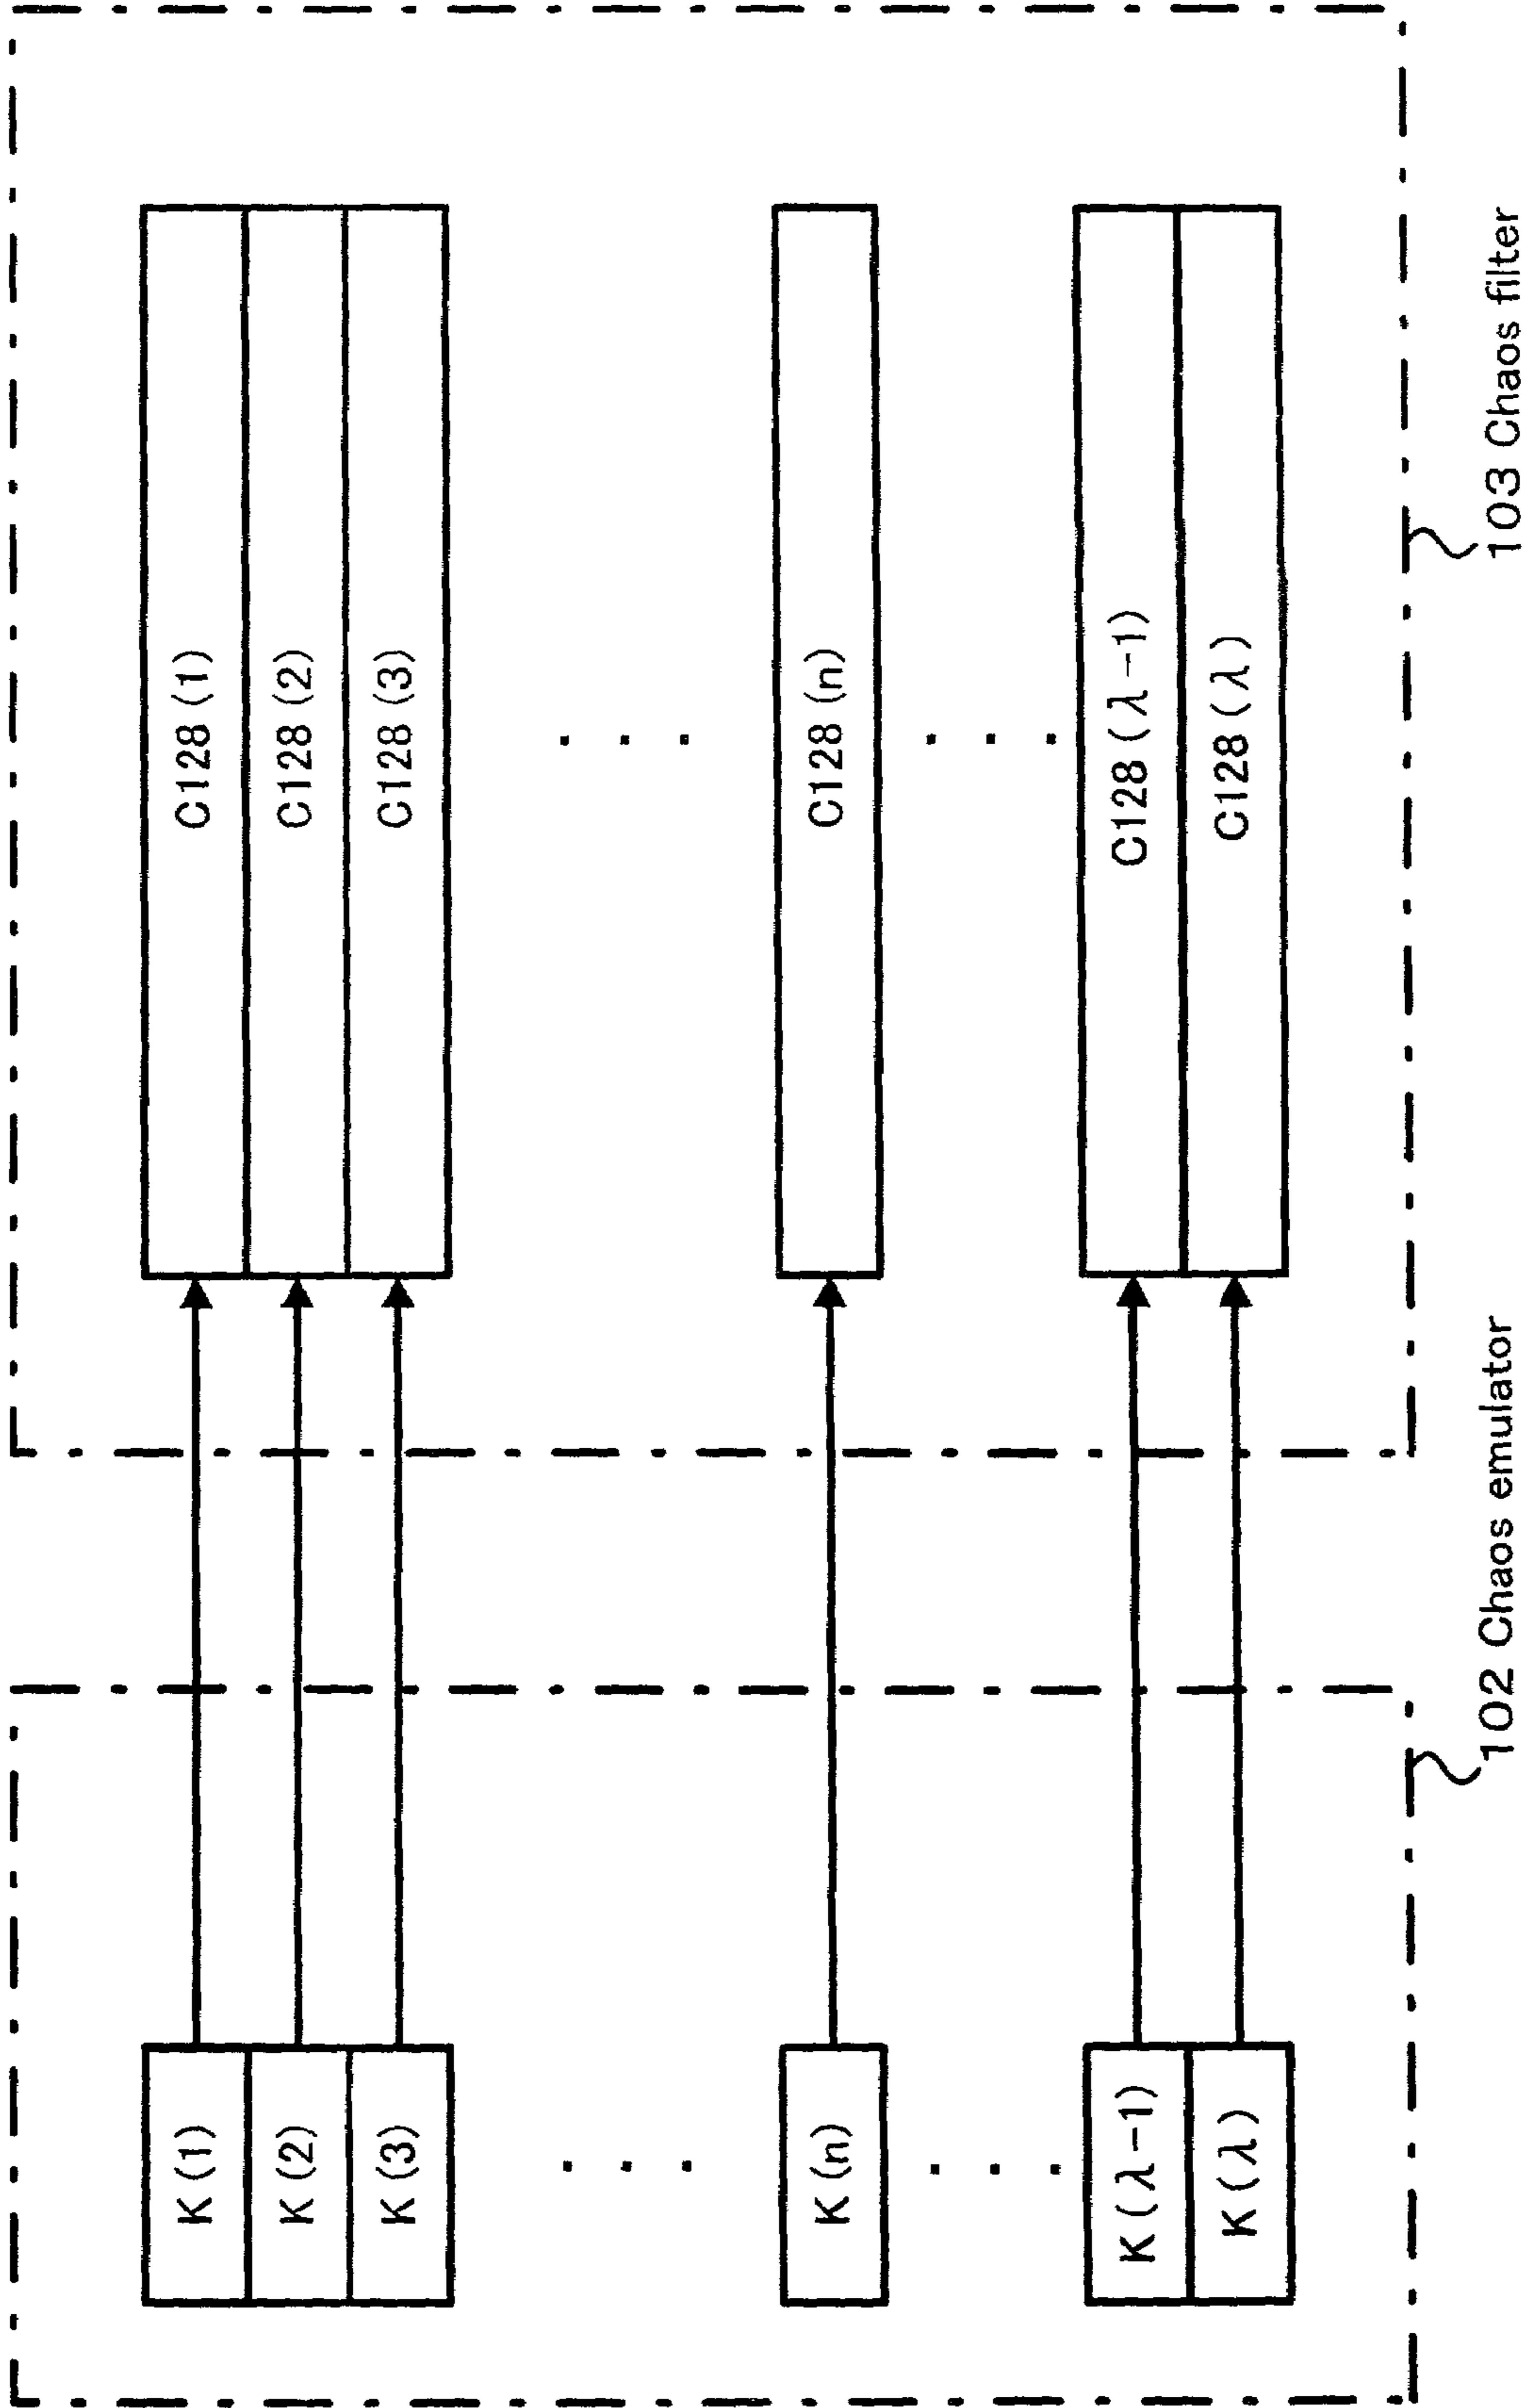 K(1)
K(2)
K(3)
K(n)
K(λ-1)
K(λ)
102 Chaos emulator
C128(1)
C128(2)
C128(3)
C128(n)
C128(λ-1)
C128(λ)
103 Chaos filter